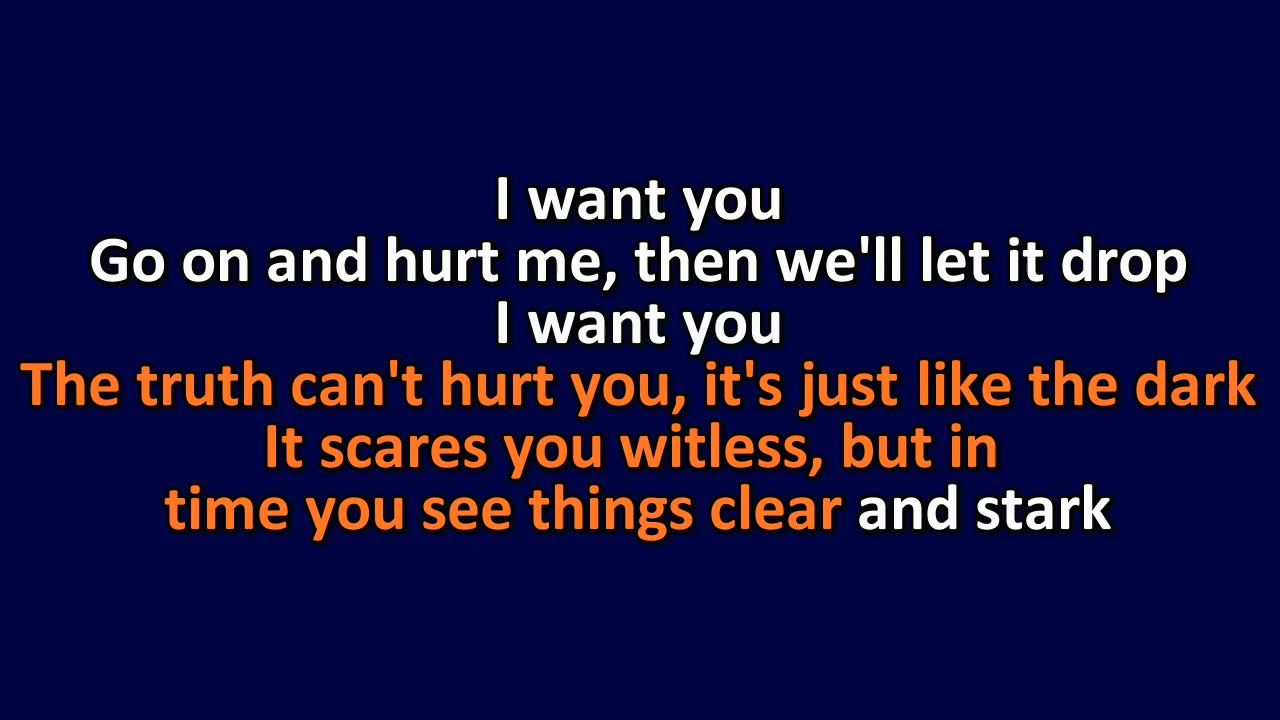 I want you
Go on and hurt me, then we'll let it drop
I want you
The truth can't hurt you, it's just like the dark
It scares you witless, but in
time you see things clear and stark